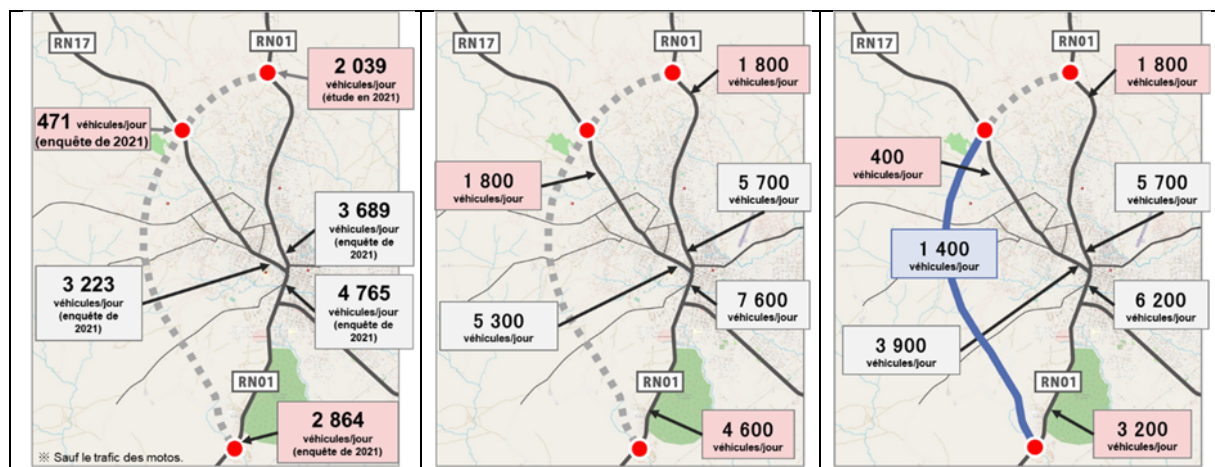 RN17
RN01
2 039
véhicules/jour
(étude en 2021)
471 véhicules/jour
(enquête de 2021)
3 689
véhicules/jour
(enquête de
2021)
3 223
véhicules/jour
(enquête de
2021)
4 765
véhicules/jour
(enquête de
2021)
RN01
2 864
véhicules/jour
(enquête de 2021)
※ Sauf le trafic des motos.
RN17
RN01
1 800
véhicules/jour
1 800
véhicules/jour
5 700
véhicules/jour
7 600
véhicules/jour
5 300
véhicules/jour
RN01
4 600
véhicules/jour
RN17
RN01
1 800
véhicules/jour
400
véhicules/jour
5 700
véhicules/jour
1 400
véhicules/jour
6 200
véhicules/jour
3 900
véhicules/jour
RN01
3 200
véhicules/jour